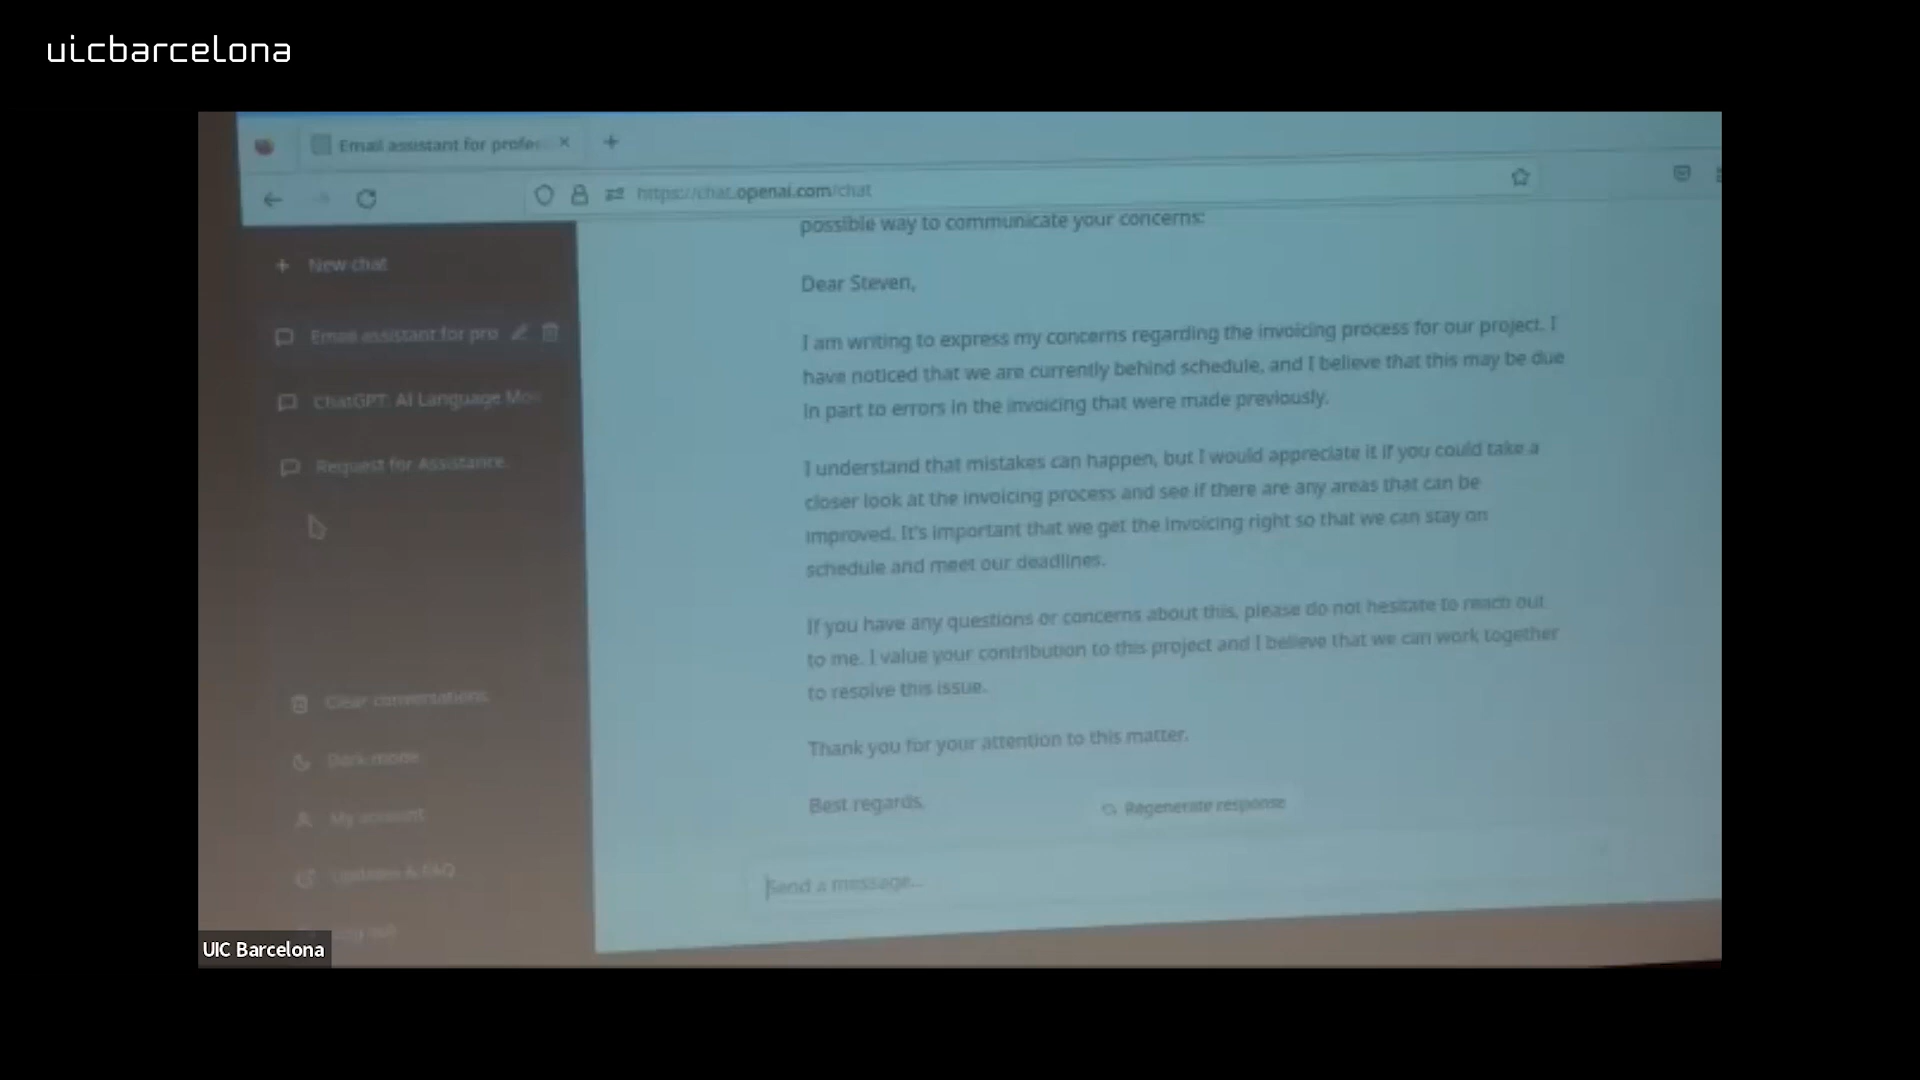 uicbarcelona
Email assistant for profes
https://chat.openai.com/chat
New chat
Email assistant for pro
ChatGPT: AI Language Mo
Request for Assistance.
Clear conversations
Dark mode
My account
Updates & FAQ
Log out
possible way to communicate your concerns:
Dear Steven,
I am writing to express my concerns regarding the invoicing process for our project. I
have noticed that we are currently behind schedule, and I believe that this may be due
in part to errors in the invoicing that were made previously.
I understand that mistakes can happen, but I would appreciate it if you could take a
closer look at the invoicing process and see if there are any areas that can be
improved. It's important that we get the invoicing right so that we can stay on
schedule and meet our deadlines.
If you have any questions or concerns about this, please do not hesitate to reach out
to me. I value your contribution to this project and I believe that we can work together
to resolve this issue.
Thank you for your attention to this matter.
Best regards,
Regenerate response
Send a message...
UIC Barcelona